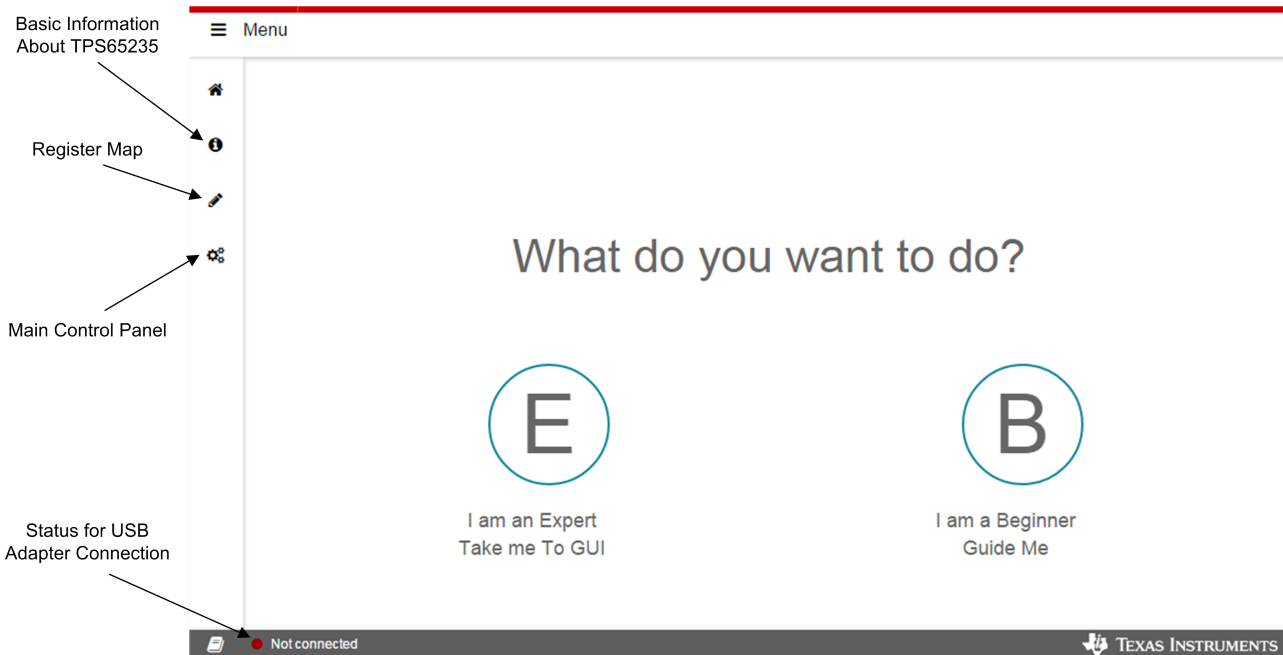 Basic Information
About TPS65235
Menu
Register Map
Main Control Panel
What do you want to do?
E
B
I am an Expert
Take me To GUI
I am a Beginner
Guide Me
Status for USB
Adapter Connection
Not connected
TEXAS INSTRUMENTS